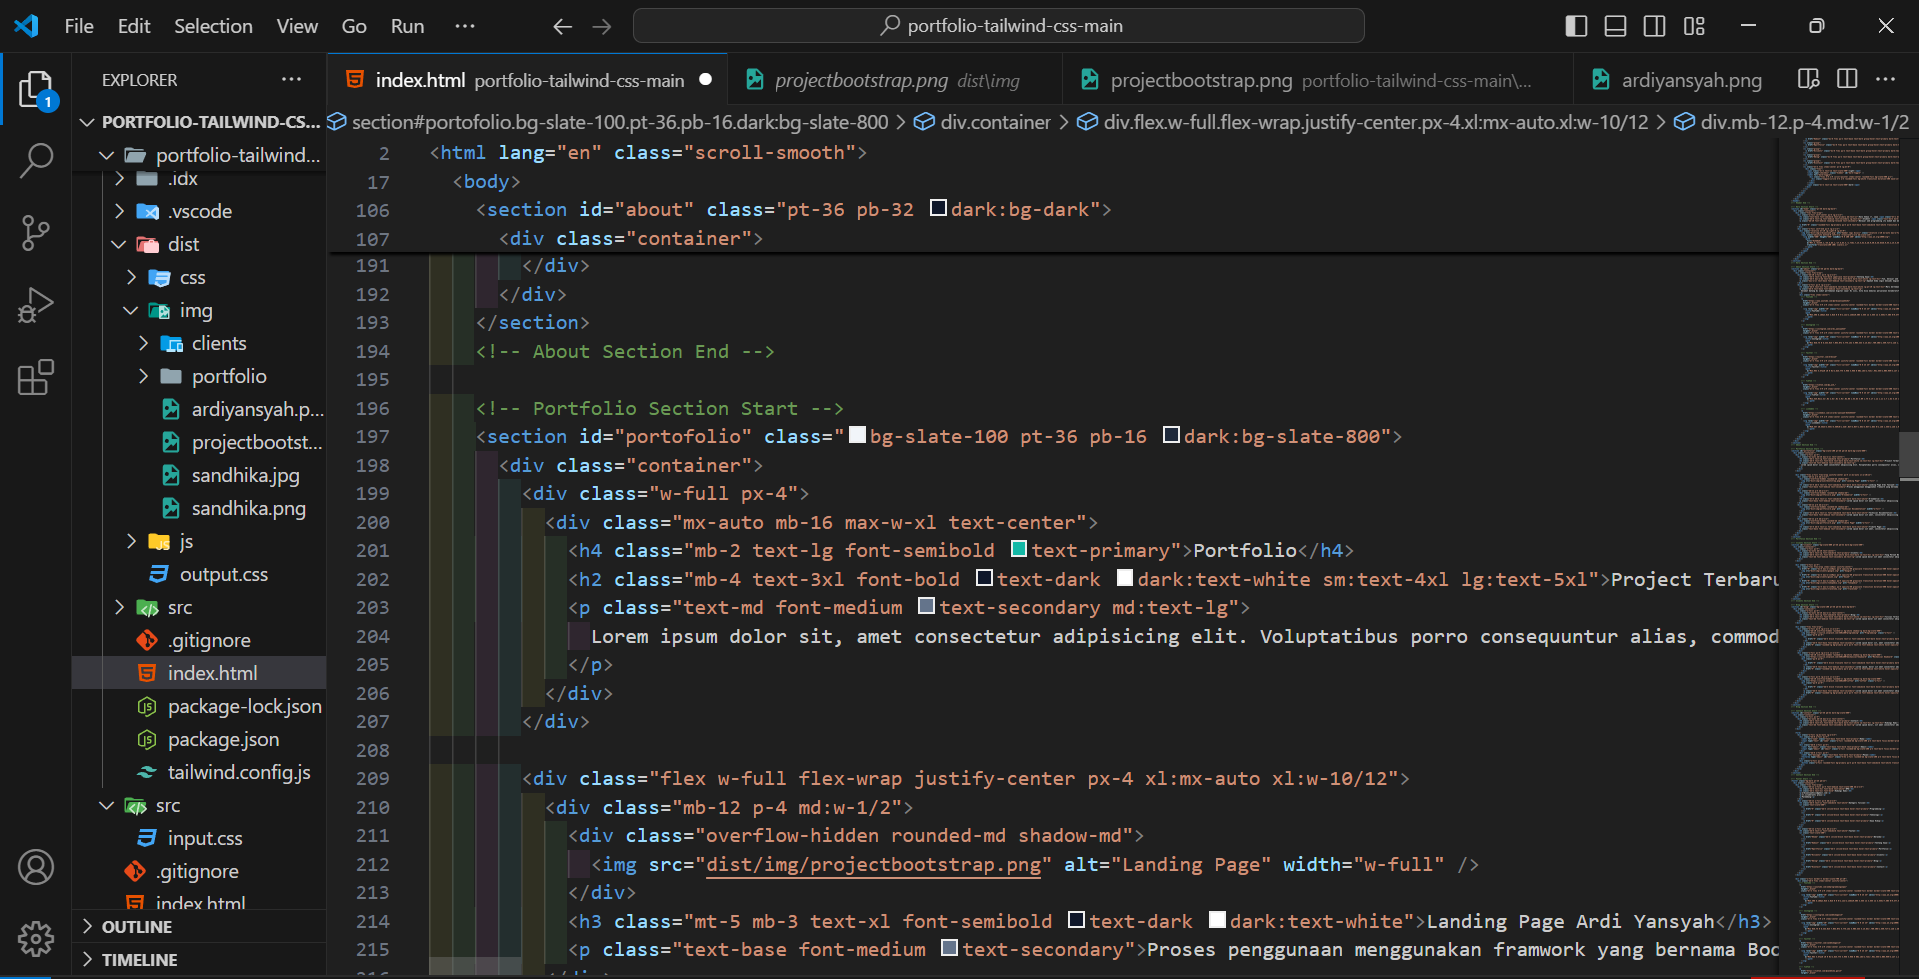 File Edit Selection View Go Run ··· portfolio-tailwind-css-main
EXPLORER ···
1
index.html portfolio-tailwind-css-main projectbootstrap.png dist\img projectbootstrap.png portfolio-tailwind-css-main\... ardiyansyah.png ···
section#portofolio.bg-slate-100.pt-36.pb-16.dark:bg-slate-800 > div.container > div.flex.w-full.flex-wrap.justify-center.px-4.xl:mx-auto.xl:w-10/12 > div.mb-12.p-4.md:w-1/2
PORTFOLIO-TAILWIND-CS...
portfolio-tailwind...
.idx
.vscode
dist
css
img
clients
portfolio
ardiyansyah.p...
projectbootst...
sandhika.jpg
sandhika.png
js
output.css
src
.gitignore
index.html
package-lock.json
package.json
tailwind.config.js
src
input.css
.gitignore
index.html
OUTLINE
TIMELINE
2 <html lang="en" class="scroll-smooth">
17 <body>
106 <section id="about" class="pt-36 pb-32 dark:bg-dark">
107 <div class="container">
191 </div>
192 </div>
193 </section>
194 <!-- About Section End -->
195
196 <!-- Portfolio Section Start -->
197 <section id="portofolio" class="bg-slate-100 pt-36 pb-16 dark:bg-slate-800">
198 <div class="container">
199 <div class="w-full px-4">
200 <div class="mx-auto mb-16 max-w-xl text-center">
201 <h4 class="mb-2 text-lg font-semibold text-primary">Portfolio</h4>
202 <h2 class="mb-4 text-3xl font-bold text-dark dark:text-white sm:text-4xl lg:text-5xl">Project Terbaru
203 <p class="text-md font-medium text-secondary md:text-lg">
204 Lorem ipsum dolor sit, amet consectetur adipisicing elit. Voluptatibus porro consequuntur alias, commod
205 </p>
206 </div>
207 </div>
208
209 <div class="flex w-full flex-wrap justify-center px-4 xl:mx-auto xl:w-10/12">
210 <div class="mb-12 p-4 md:w-1/2">
211 <div class="overflow-hidden rounded-md shadow-md">
212 <img src="dist/img/projectbootstrap.png" alt="Landing Page" width="w-full" />
213 </div>
214 <h3 class="mt-5 mb-3 text-xl font-semibold text-dark dark:text-white">Landing Page Ardi Yansyah</h3>
215 <p class="text-base font-medium text-secondary">Proses penggunaan menggunakan framwork yang bernama Boo